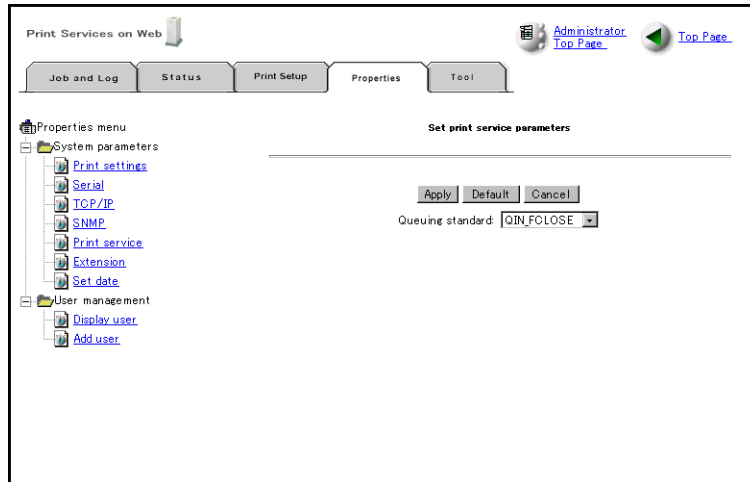 Print Services on Web
Administrator
Top Page
Top Page
Job and Log
Status
Print Setup
Properties
Tool
Properties menu
System parameters
Print settings
Serial
TCP/IP
SNMP
Print service
Extension
Set date
User management
Display user
Add user
Set print service parameters
Apply
Default
Cancel
Queuing standard: QIN_FCLOSE